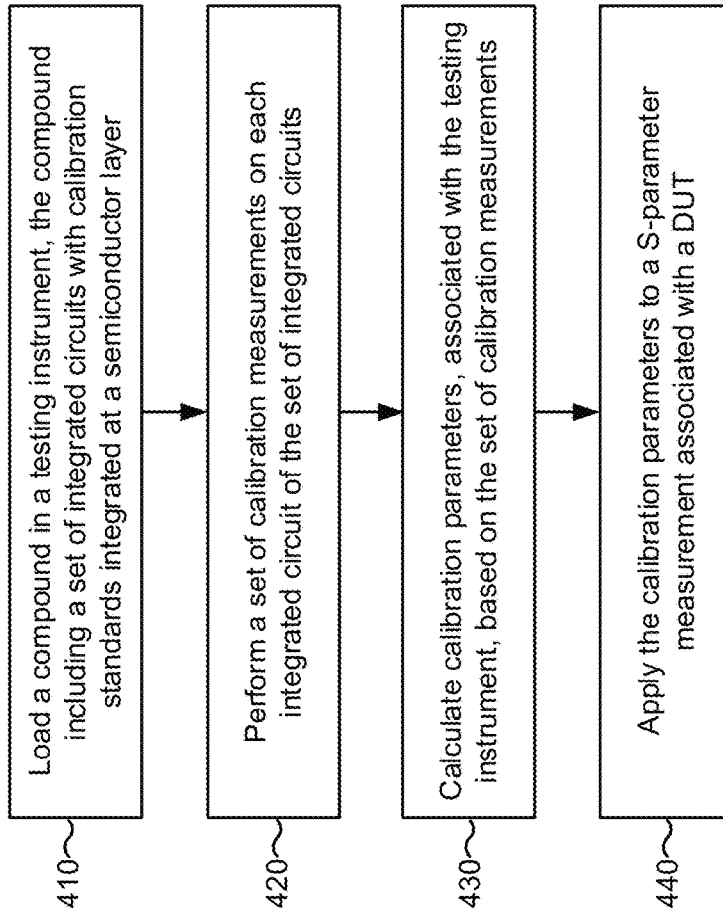 410
Load a compound in a testing instrument, the compound
including a set of integrated circuits with calibration
standards integrated at a semiconductor layer
420
Perform a set of calibration measurements on each
integrated circuit of the set of integrated circuits
430
Calculate calibration parameters, associated with the testing
instrument, based on the set of calibration measurements
440
Apply the calibration parameters to a S-parameter
measurement associated with a DUT